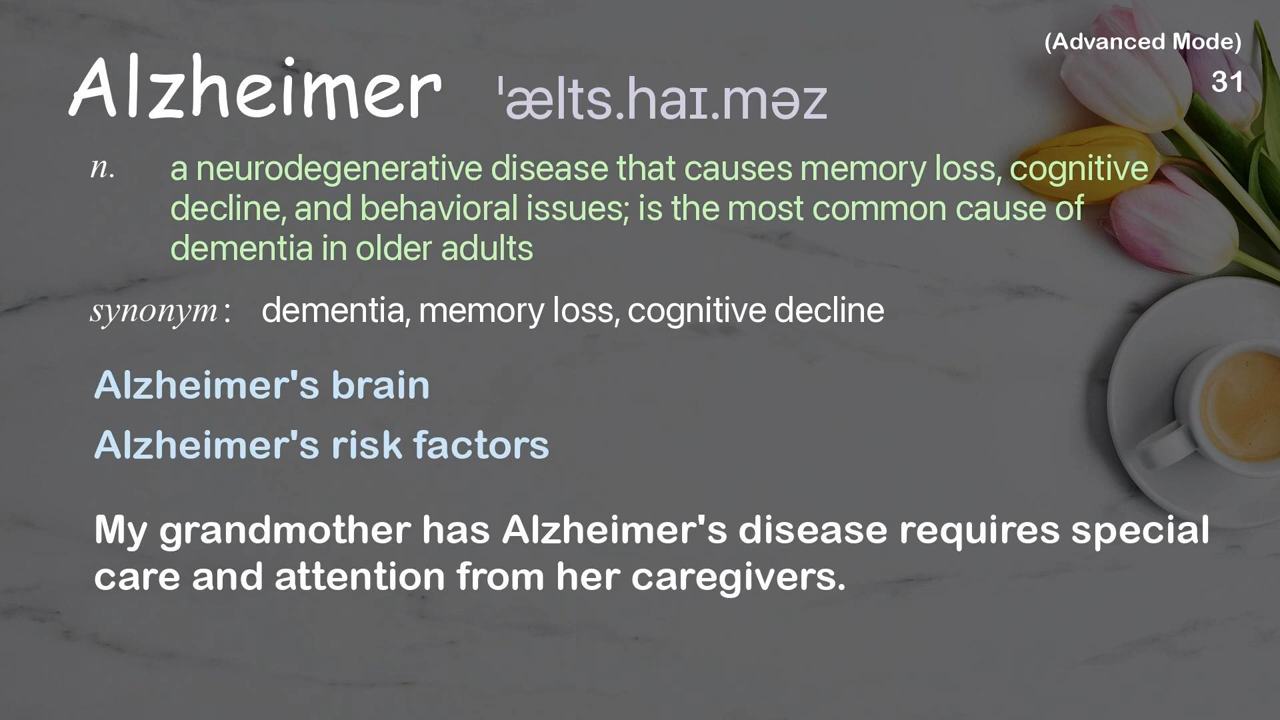 (Advanced Mode)
31
Alzheimer ˈælts.haɪ.məz
n. a neurodegenerative disease that causes memory loss, cognitive
decline, and behavioral issues; is the most common cause of
dementia in older adults
synonym: dementia, memory loss, cognitive decline
Alzheimer's brain
Alzheimer's risk factors
My grandmother has Alzheimer's disease requires special
care and attention from her caregivers.